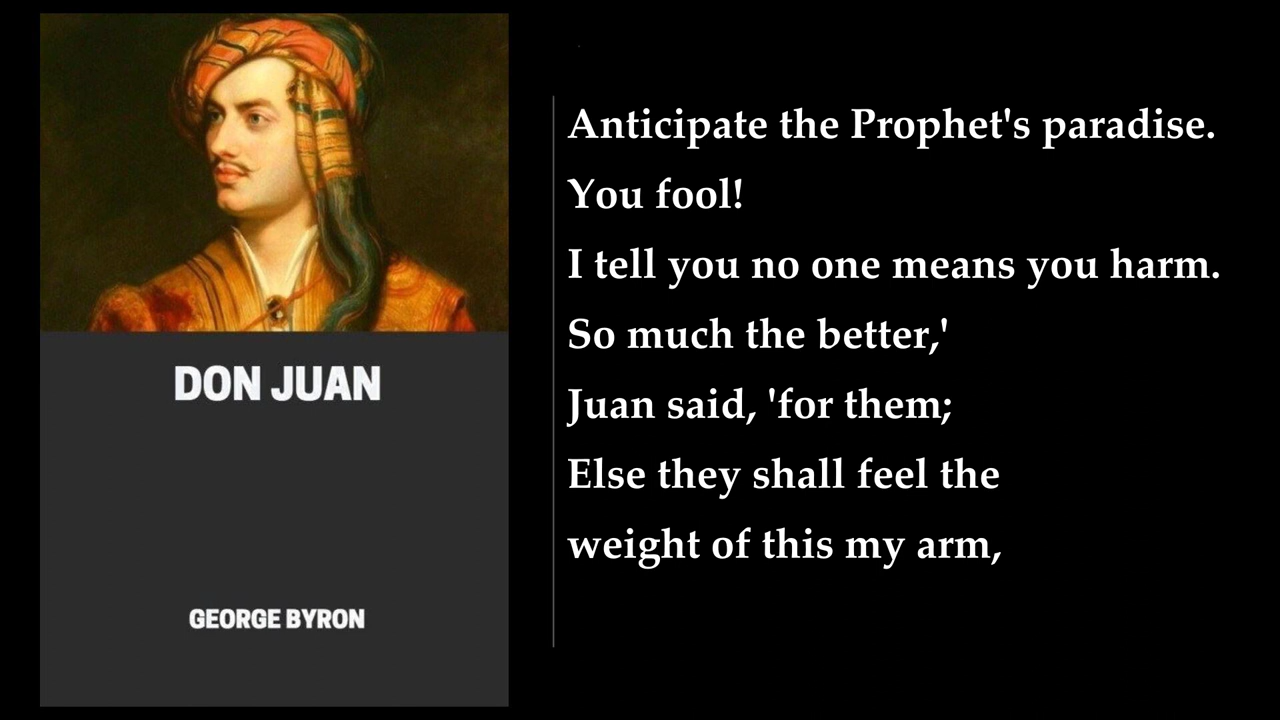 DON JUAN
GEORGE BYRON
Anticipate the Prophet's paradise.
You fool!
I tell you no one means you harm.
So much the better,'
Juan said, 'for them;
Else they shall feel the
weight of this my arm,